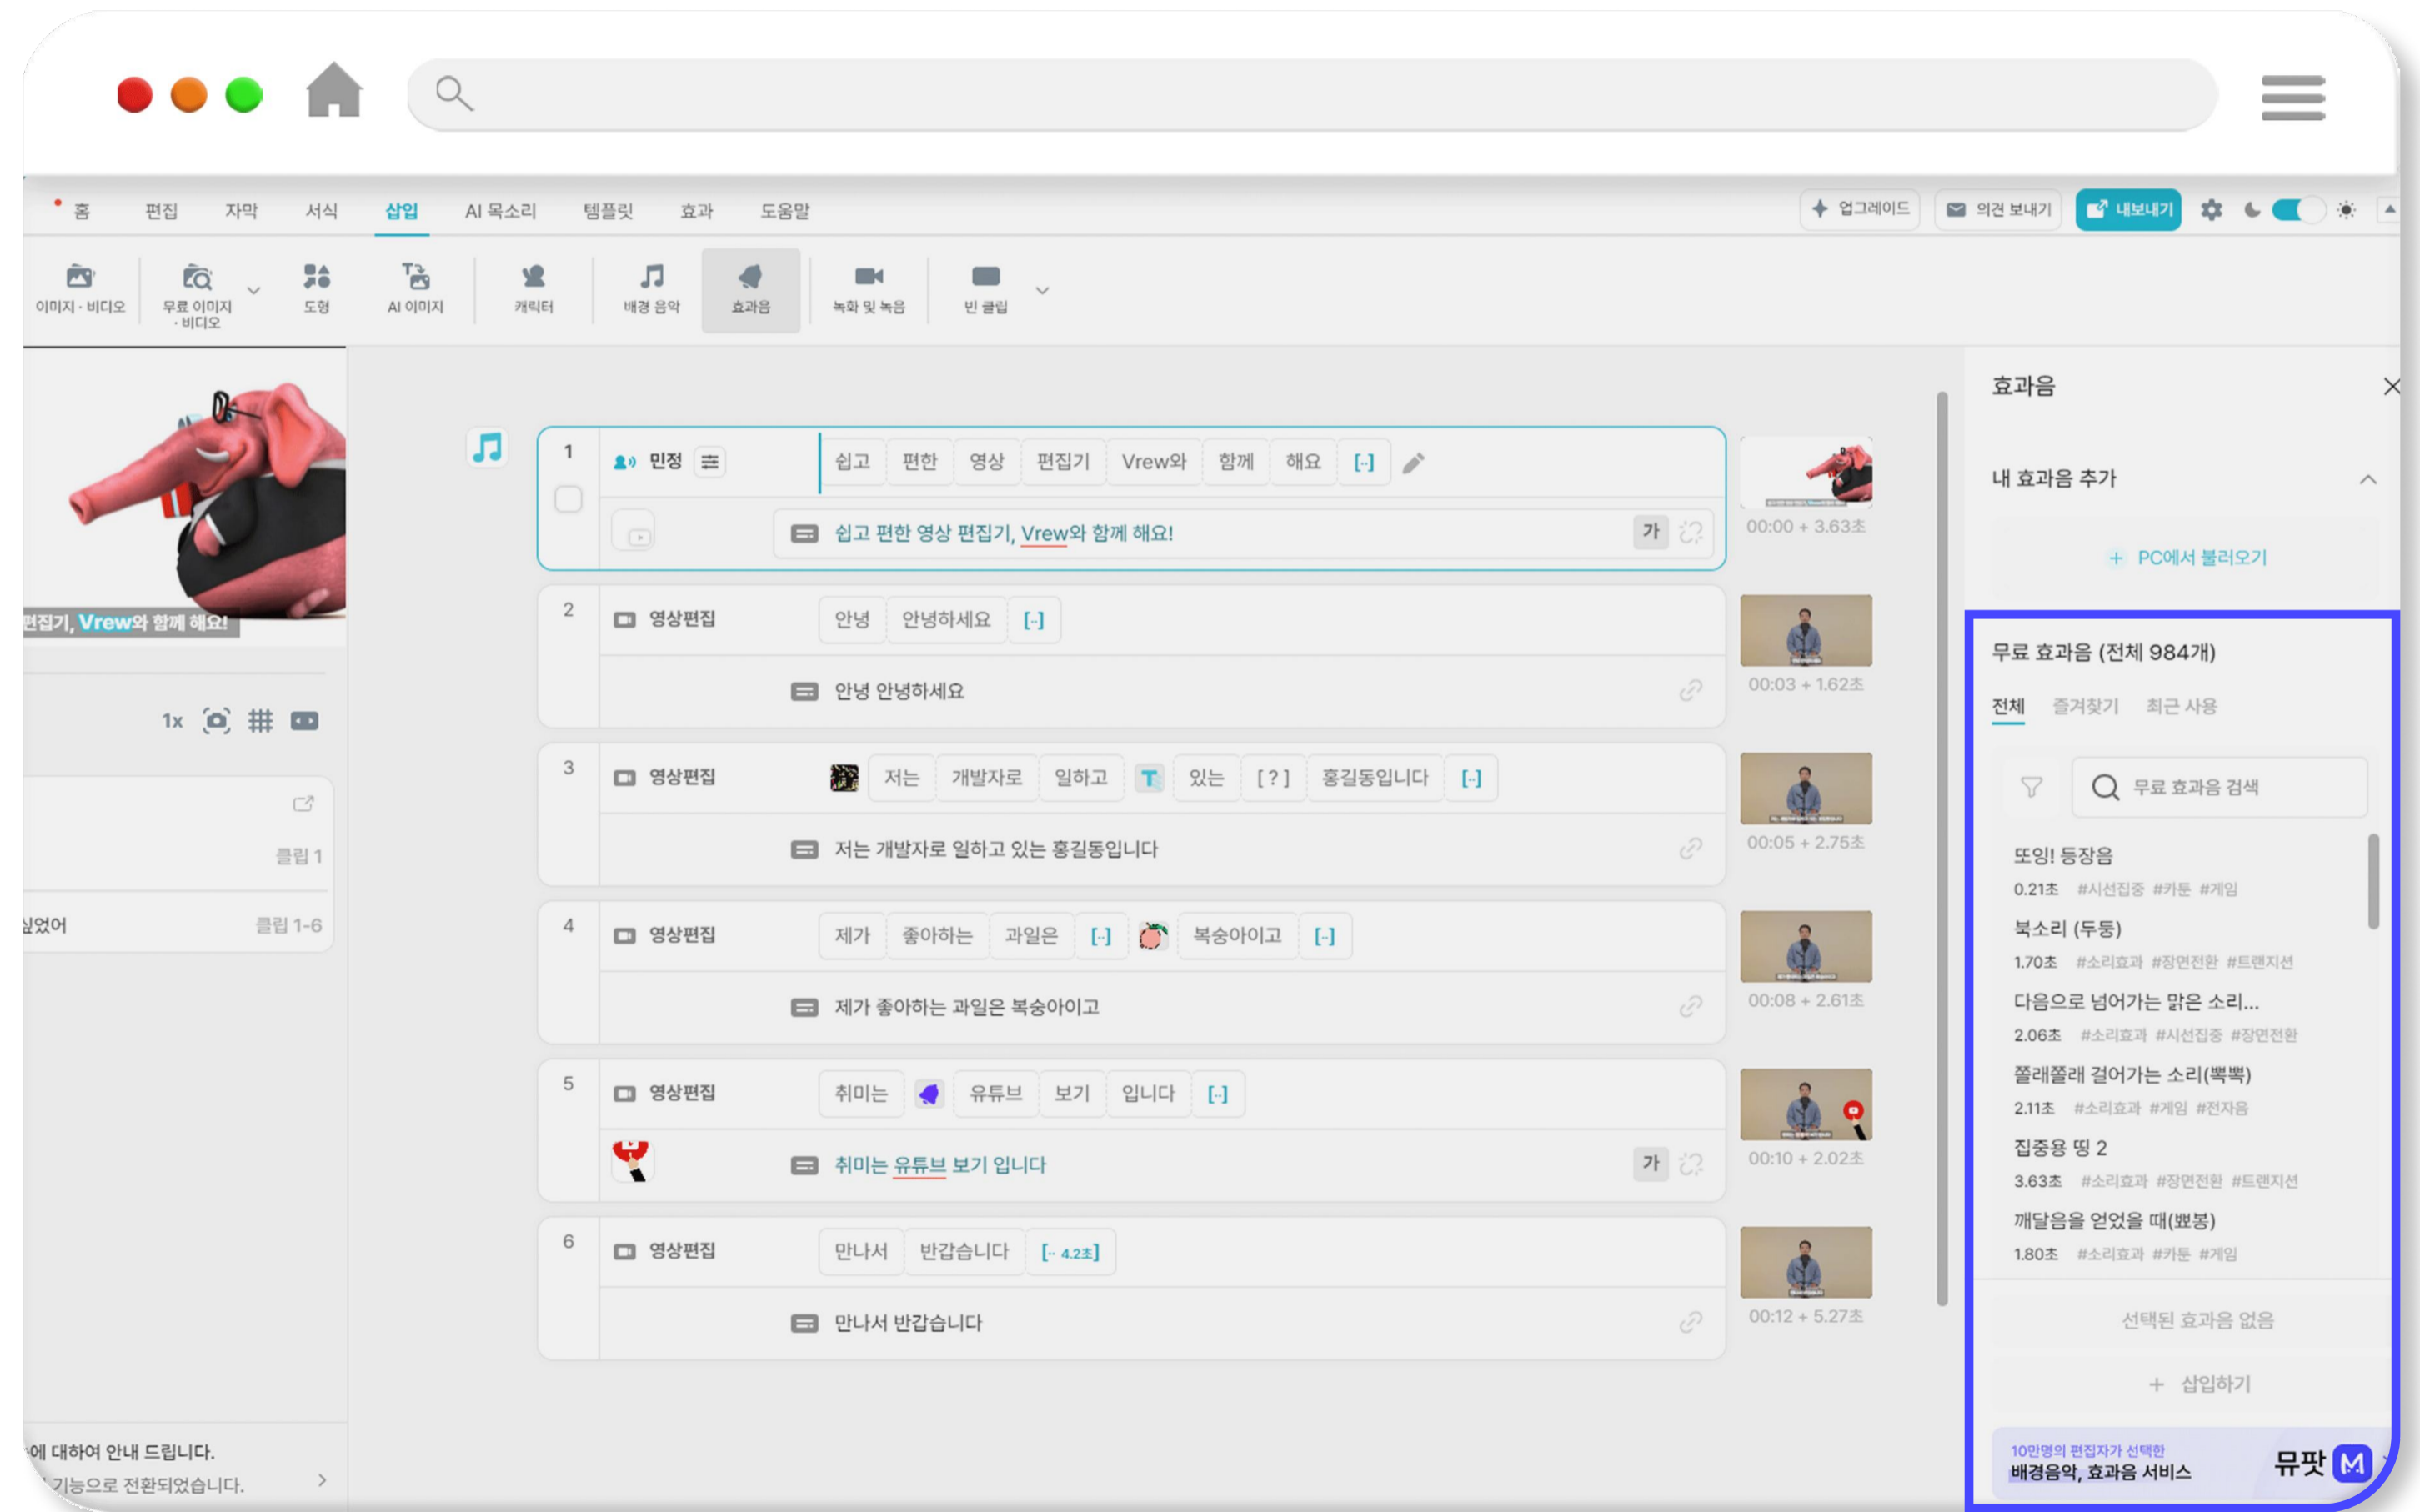 홈 편집 자막 서식 삽입 AI 목소리 템플릿 효과 도움말 업그레이드 의견 보내기 내보내기
이미지 · 비디오 무료 이미지 · 비디오 도형 AI 이미지 캐릭터 배경 음악 효과음 녹화 및 녹음 빈 클립
편집기, Vrew와 함께 해요!
1x
클립 1
싶었어 클립 1-6
에 대하여 안내 드립니다.
기능으로 전환되었습니다.
1 민정 쉽고 편한 영상 편집기 Vrew와 함께 해요 [··]
쉽고 편한 영상 편집기, Vrew와 함께 해요! 가
00:00 + 3.63초
2 영상편집 안녕 안녕하세요 [··]
안녕 안녕하세요
00:03 + 1.62초
3 영상편집 저는 개발자로 일하고 T 있는 [ ? ] 홍길동입니다 [··]
저는 개발자로 일하고 있는 홍길동입니다
00:05 + 2.75초
4 영상편집 제가 좋아하는 과일은 [··] 복숭아이고 [··]
제가 좋아하는 과일은 복숭아이고
00:08 + 2.61초
5 영상편집 취미는 유튜브 보기 입니다 [··]
취미는 유튜브 보기 입니다 가
00:10 + 2.02초
6 영상편집 만나서 반갑습니다 [·· 4.2초]
만나서 반갑습니다
00:12 + 5.27초
효과음
내 효과음 추가
+ PC에서 불러오기
무료 효과음 (전체 984개)
전체 즐겨찾기 최근 사용
무료 효과음 검색
또잉! 등장음
0.21초 #시선집중 #카툰 #게임
북소리 (두둥)
1.70초 #소리효과 #장면전환 #트랜지션
다음으로 넘어가는 맑은 소리...
2.06초 #소리효과 #시선집중 #장면전환
쫄래쫄래 걸어가는 소리(뽁뽁)
2.11초 #소리효과 #게임 #전자음
집중용 띵 2
3.63초 #소리효과 #장면전환 #트랜지션
깨달음을 얻었을 때(뾰봉)
1.80초 #소리효과 #카툰 #게임
선택된 효과음 없음
+ 삽입하기
10만명의 편집자가 선택한
배경음악, 효과음 서비스
뮤팟 M